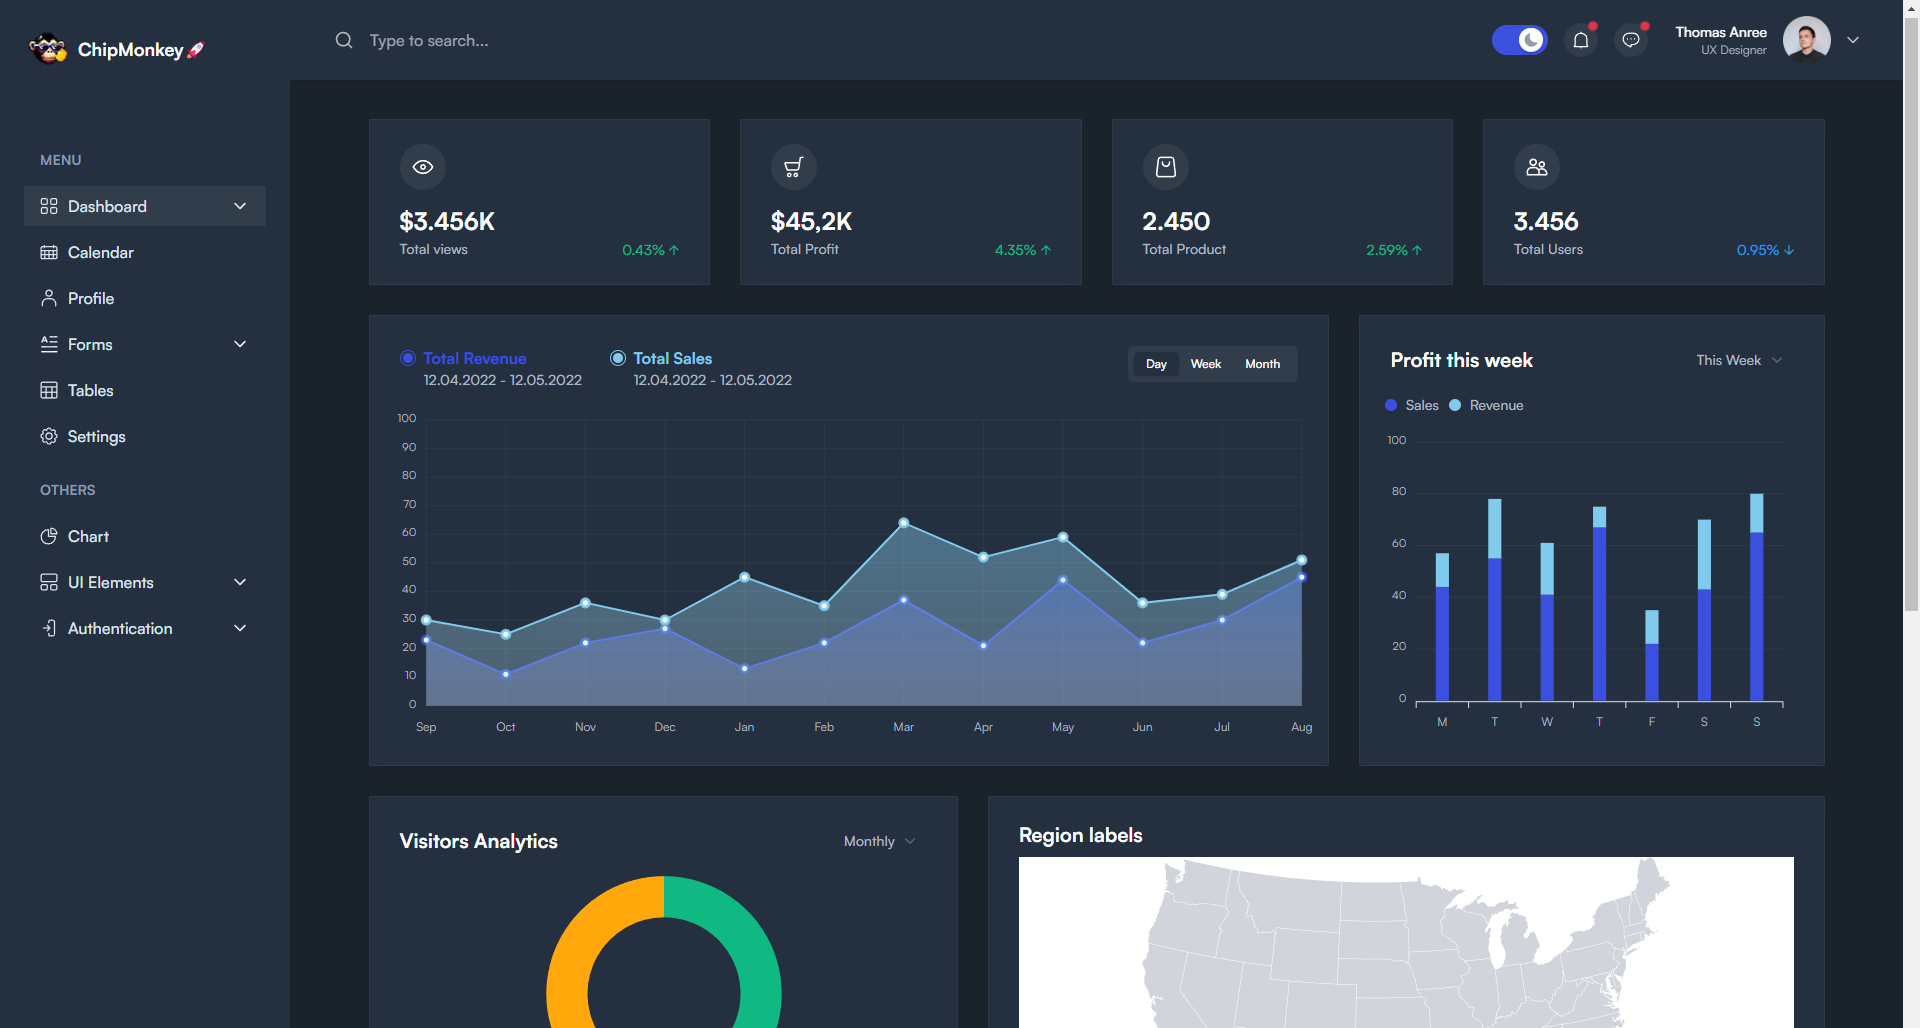 ChipMonkey🚀
Type to search...
Thomas Anree
UX Designer
MENU
Dashboard
Calendar
Profile
Forms
Tables
Settings
OTHERS
Chart
UI Elements
Authentication
$3.456K
Total views
0.43% ↑
$45,2K
Total Profit
4.35% ↑
2.450
Total Product
2.59% ↑
3.456
Total Users
0.95% ↓
Total Revenue
12.04.2022 - 12.05.2022
Total Sales
12.04.2022 - 12.05.2022
Day Week Month
100
90
80
70
60
50
40
30
20
10
0
Sep Oct Nov Dec Jan Feb Mar Apr May Jun Jul Aug
Profit this week
This Week
Sales Revenue
100
80
60
40
20
0
M T W T F S S
Visitors Analytics
Monthly
Region labels